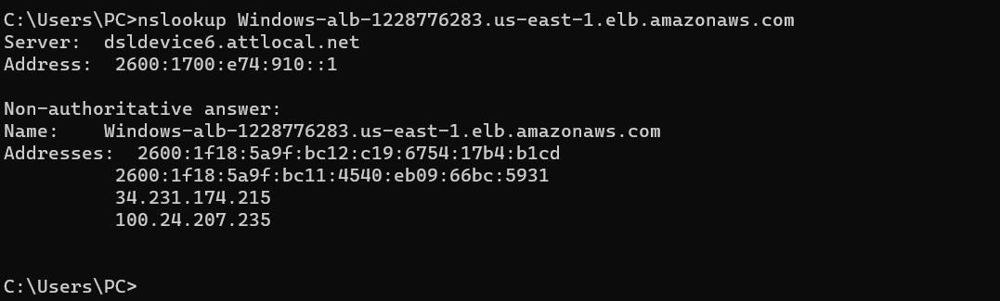 C:\Users\PC>nslookup Windows-alb-1228776283.us-east-1.elb.amazonaws.com
Server:  dsldevice6.attlocal.net
Address:  2600:1700:e74:910::1
Non-authoritative answer:
Name:    Windows-alb-1228776283.us-east-1.elb.amazonaws.com
Addresses:  2600:1f18:5a9f:bc12:c19:6754:17b4:b1cd
2600:1f18:5a9f:bc11:4540:eb09:66bc:5931
34.231.174.215
100.24.207.235
C:\Users\PC>